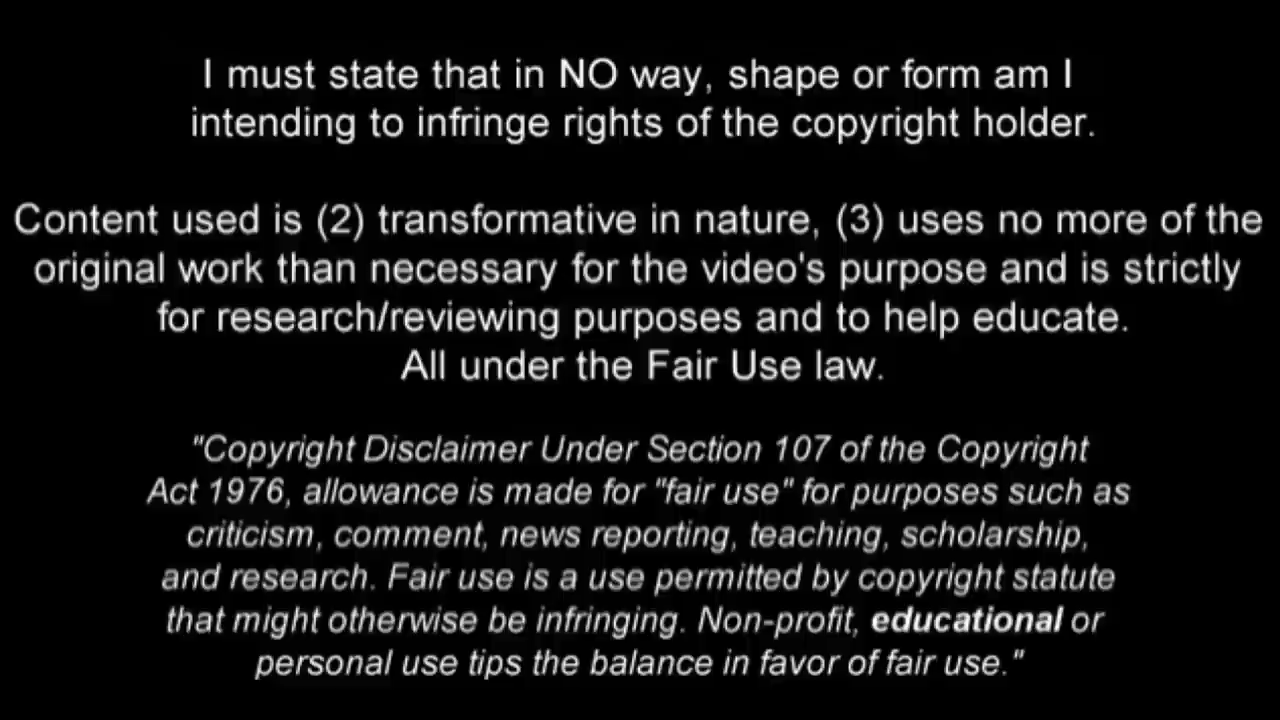 I must state that in NO way, shape or form am I
intending to infringe rights of the copyright holder.
Content used is (2) transformative in nature, (3) uses no more of the
original work than necessary for the video's purpose and is strictly
for research/reviewing purposes and to help educate.
All under the Fair Use law.
"Copyright Disclaimer Under Section 107 of the Copyright
Act 1976, allowance is made for "fair use" for purposes such as
criticism, comment, news reporting, teaching, scholarship,
and research. Fair use is a use permitted by copyright statute
that might otherwise be infringing. Non-profit, educational or
personal use tips the balance in favor of fair use."